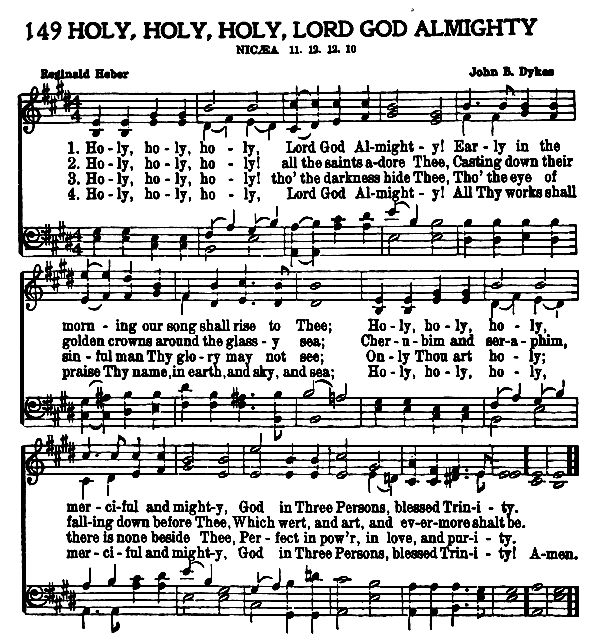 149 HOLY, HOLY, HOLY, LORD GOD ALMIGHTY
NICÆA 11. 12. 12. 10
Reginald Heber John B. Dykes
1. Ho - ly, ho - ly, ho - ly, Lord God Al - might - y! Ear - ly in the
2. Ho - ly, ho - ly, ho - ly! all the saints a-dore Thee, Casting down their
3. Ho - ly, ho - ly, ho - ly! tho' the darkness hide Thee, Tho' the eye of
4. Ho - ly, ho - ly, ho - ly, Lord God Al - might - y! All Thy works shall
morn - ing our song shall rise to Thee; Ho - ly, ho - ly, ho - ly,
golden crowns around the glass - y sea; Cher - u - bim and ser - a - phim,
sin - ful man Thy glo - ry may not see; On - ly Thou art ho - ly;
praise Thy name, in earth, and sky, and sea; Ho - ly, ho - ly, ho - ly,
mer - ci - ful and might - y, God in Three Persons, blessed Trin - i - ty.
fall - ing down before Thee, Which wert, and art, and ev - er - more shalt be.
there is none beside Thee, Per - fect in pow'r, in love, and pur - i - ty.
mer - ci - ful and might - y, God in Three Persons, blessed Trin - i - ty! A - men.